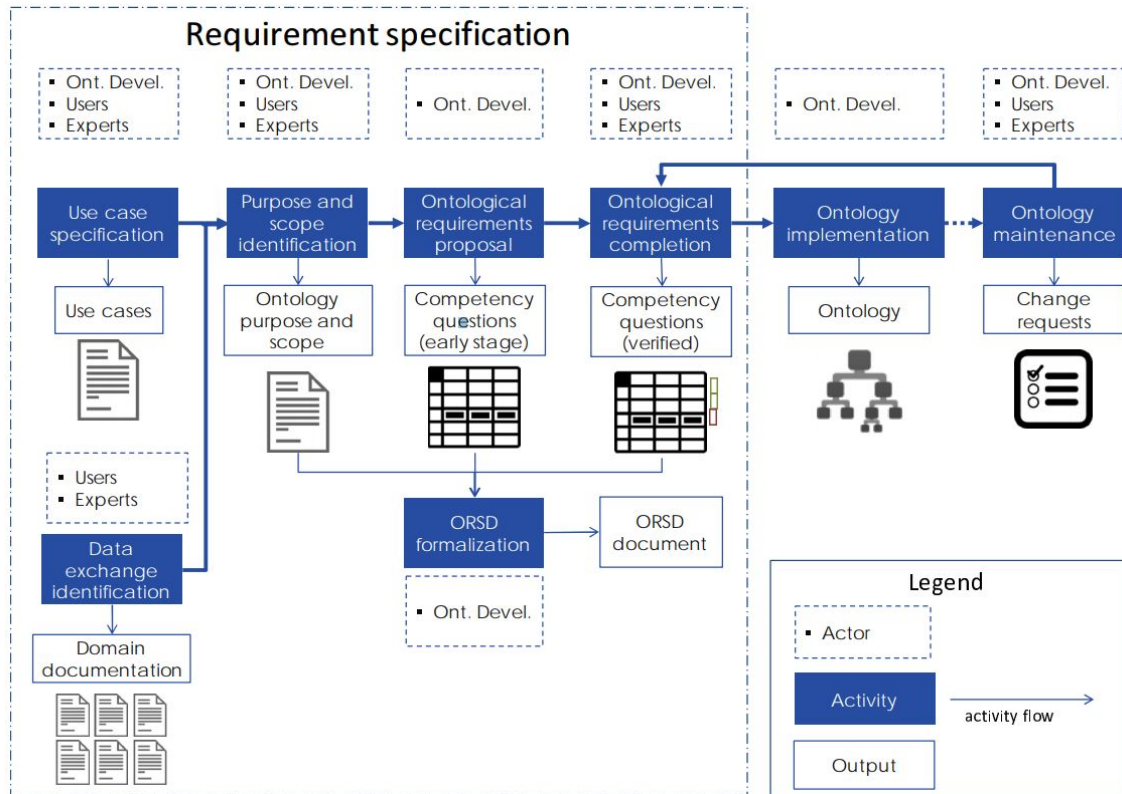 Requirement specification
▪ Ont. Devel.
▪ Users
▪ Experts
▪ Ont. Devel.
▪ Users
▪ Experts
▪ Ont. Devel.
▪ Ont. Devel.
▪ Users
▪ Experts
▪ Ont. Devel.
▪ Ont. Devel.
▪ Users
▪ Experts
Use case
specification
Purpose and
scope
identification
Ontological
requirements
proposal
Ontological
requirements
completion
Ontology
implementation
Ontology
maintenance
Use cases
Ontology
purpose and
scope
Competency
questions
(early stage)
Competency
questions
(verified)
Ontology
Change
requests
▪ Users
▪ Experts
Data
exchange
identification
Domain
documentation
ORSD
formalization
ORSD
document
▪ Ont. Devel.
Legend
▪ Actor
Activity
activity flow
Output